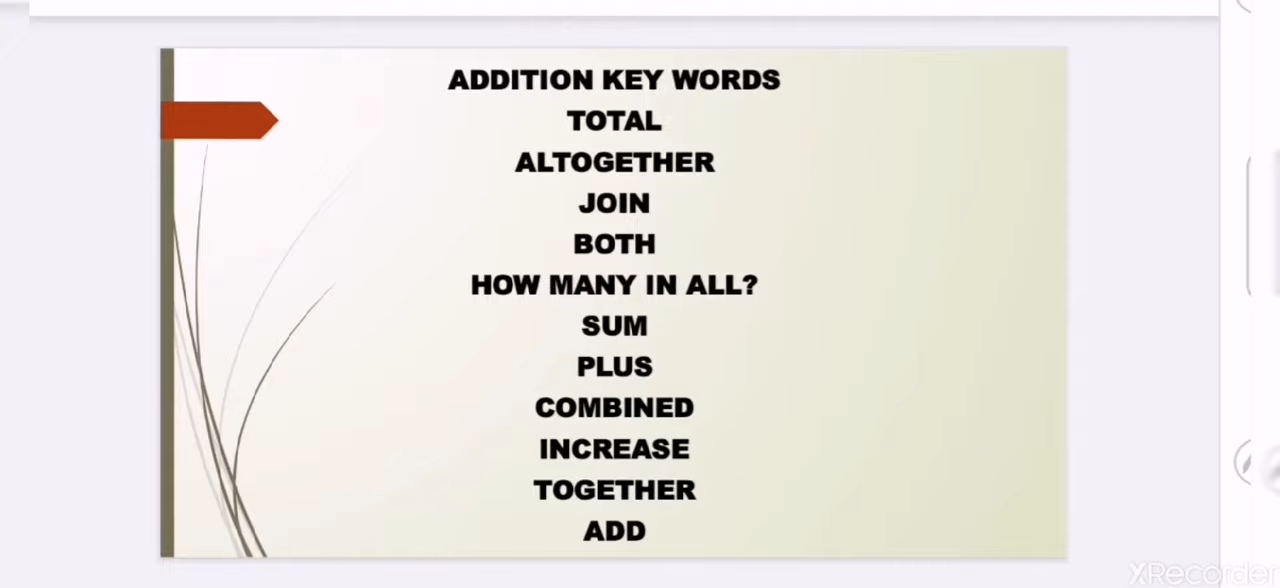 ADDITION KEY WORDS
TOTAL
ALTOGETHER
JOIN
BOTH
HOW MANY IN ALL?
SUM
PLUS
COMBINED
INCREASE
TOGETHER
ADD
XRecorder